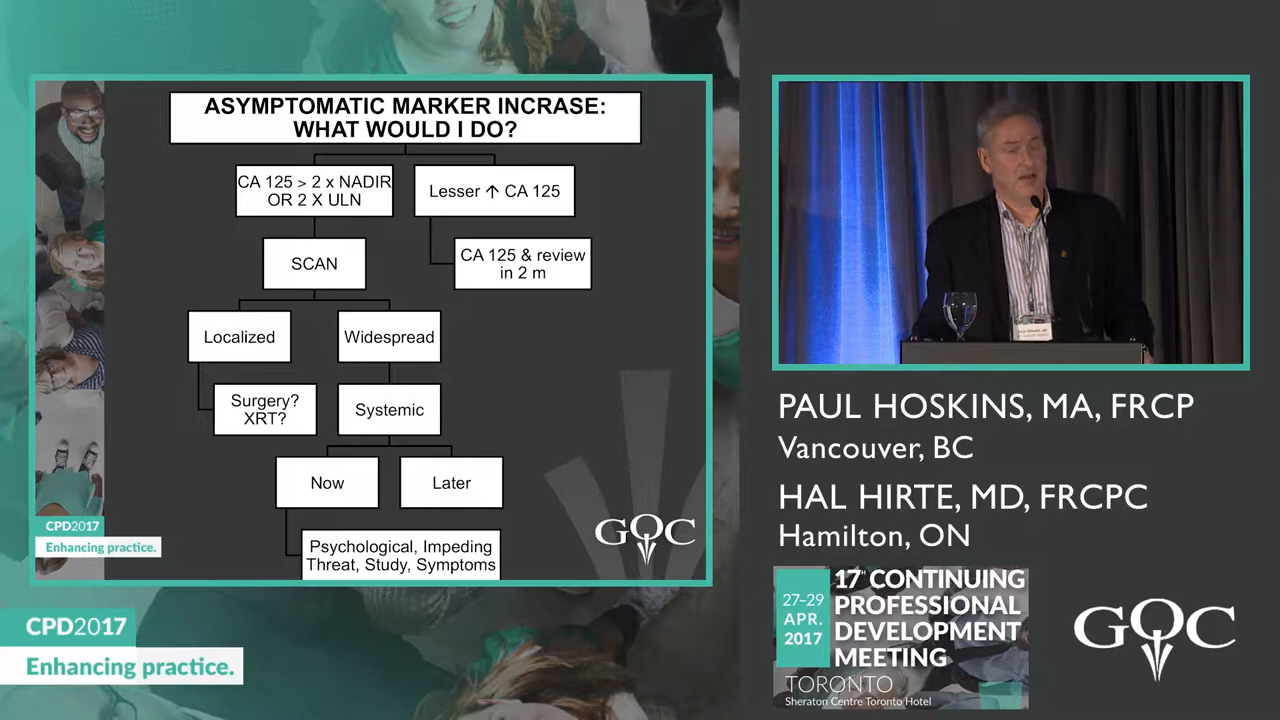 ASYMPTOMATIC MARKER INCRASE:
WHAT WOULD I DO?
CA 125 > 2 x NADIR
OR 2 X ULN
Lesser ↑ CA 125
SCAN
CA 125 & review
in 2 m
Localized
Widespread
Surgery?
XRT?
Systemic
Now
Later
Psychological, Impeding
Threat, Study, Symptoms
CPD2017
Enhancing practice.
GOC
PAUL HOSKINS, MA, FRCP
Vancouver, BC
HAL HIRTE, MD, FRCPC
Hamilton, ON
27–29
APR.
2017
17TH CONTINUING
PROFESSIONAL
DEVELOPMENT
MEETING
TORONTO
Sheraton Centre Toronto Hotel
GOC
CPD2017
Enhancing practice.